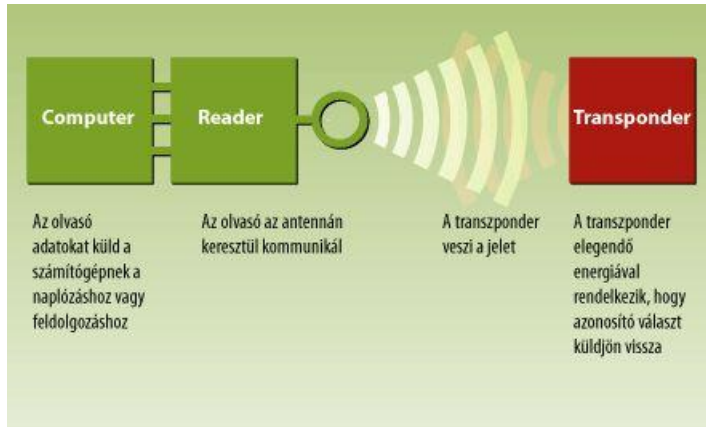 Computer
Reader
Transponder
Az olvasó
adatokat küld a
számítógépnek a
naplózáshoz vagy
feldolgozáshoz
Az olvasó az antennán
keresztül kommunikál
A transzponder
veszi a jelet
A transzponder
elegendő
energiával
rendelkezik, hogy
azonosító választ
küldjön vissza